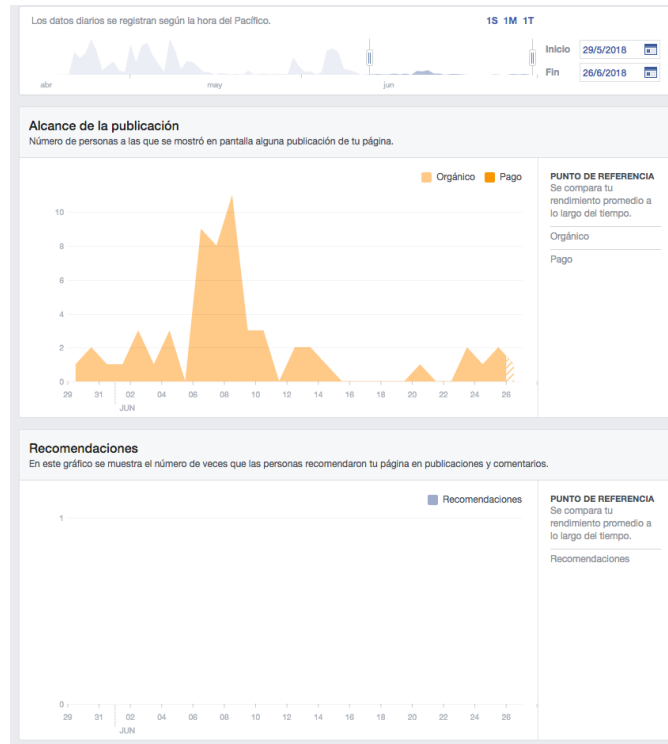 Los datos diarios se registran según la hora del Pacífico.
1S 1M 1T
Inicio 29/5/2018
Fin 26/6/2018
abr may jun
Alcance de la publicación
Número de personas a las que se mostró en pantalla alguna publicación de tu página.
Orgánico Pago
10
8
6
4
2
0
29 31 02 04 06 08 10 12 14 16 18 20 22 24 26
JUN
PUNTO DE REFERENCIA
Se compara tu
rendimiento promedio a
lo largo del tiempo.
Orgánico
Pago
Recomendaciones
En este gráfico se muestra el número de veces que las personas recomendaron tu página en publicaciones y comentarios.
Recomendaciones
1
0
29 31 02 04 06 08 10 12 14 16 18 20 22 24 26
JUN
PUNTO DE REFERENCIA
Se compara tu
rendimiento promedio a
lo largo del tiempo.
Recomendaciones